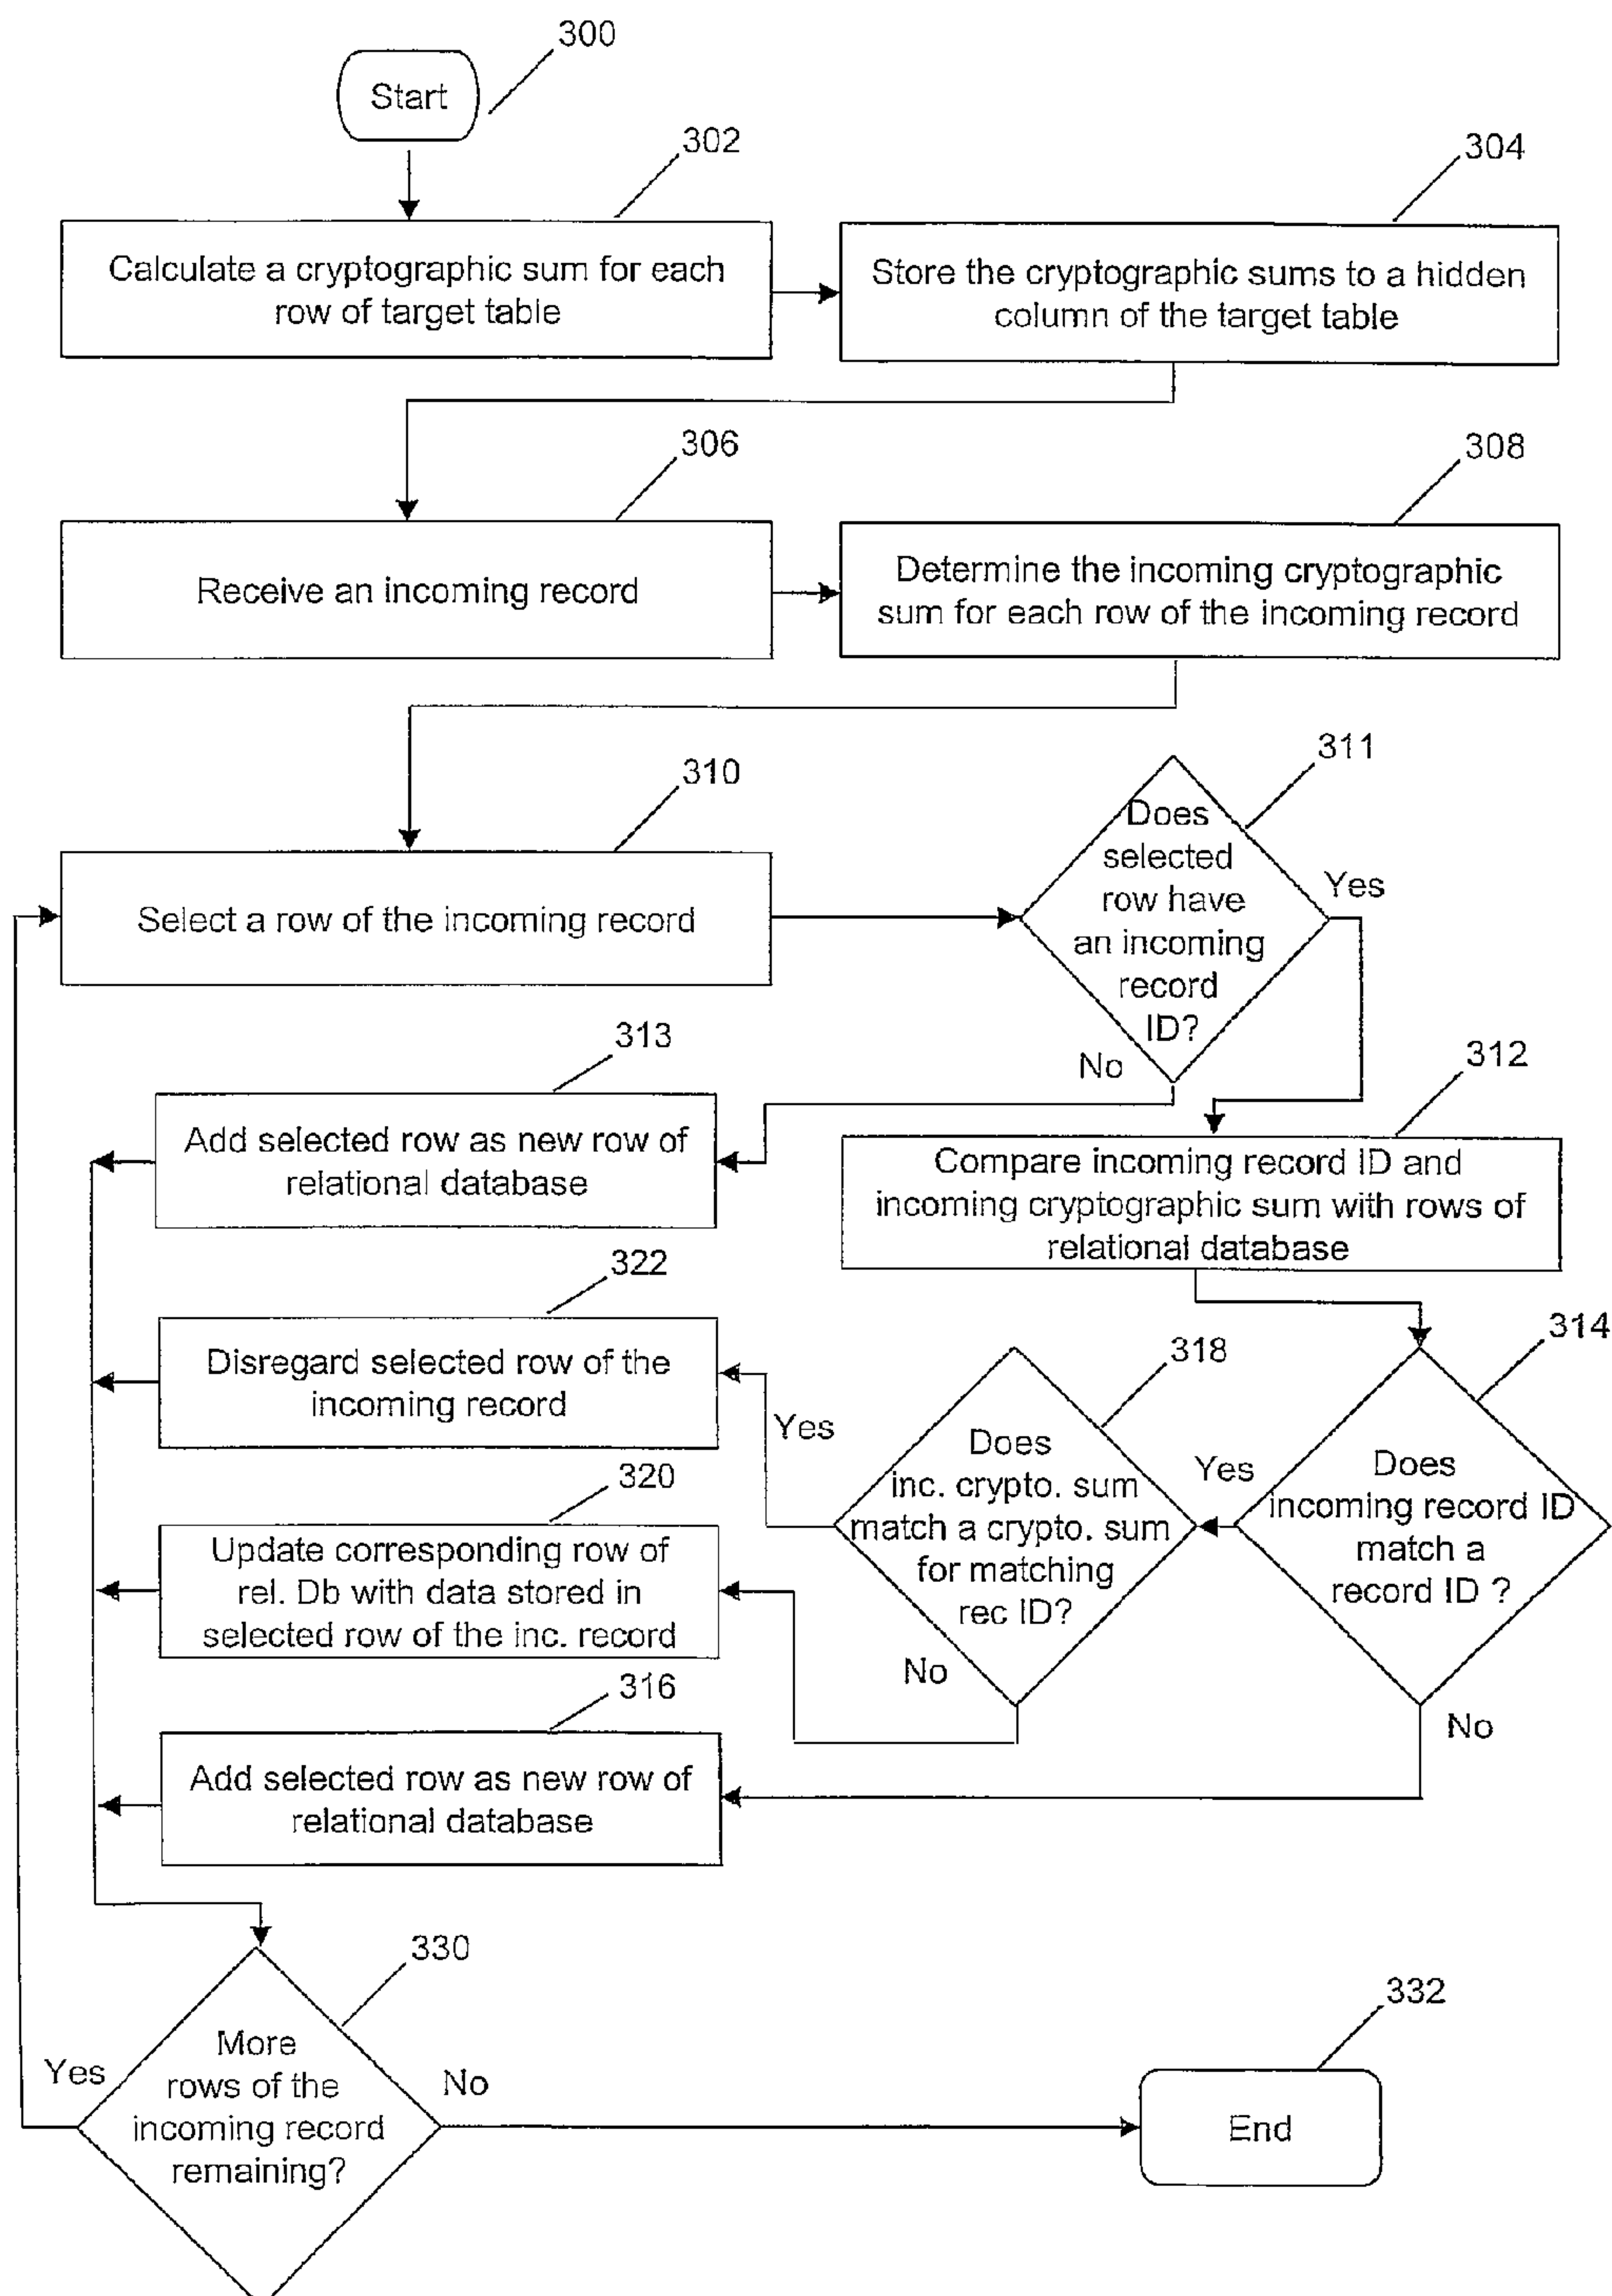 300
Start
302
304
Calculate a cryptographic sum for each
row of target table
Store the cryptographic sums to a hidden
column of the target table
306
308
Receive an incoming record
Determine the incoming cryptographic
sum for each row of the incoming record
310
311
Select a row of the incoming record
Does
selected
row have
an incoming
record
ID?
Yes
No
313
312
Add selected row as new row of
relational database
Compare incoming record ID and
incoming cryptographic sum with rows of
relational database
322
Disregard selected row of the
incoming record
318
314
Yes
Does
inc. crypto. sum
match a crypto. sum
for matching
rec ID?
Yes
Does
incoming record ID
match a
record ID ?
320
Update corresponding row of
rel. Db with data stored in
selected row of the inc. record
No
No
316
Add selected row as new row of
relational database
330
332
More
rows of the
incoming record
remaining?
Yes
No
End